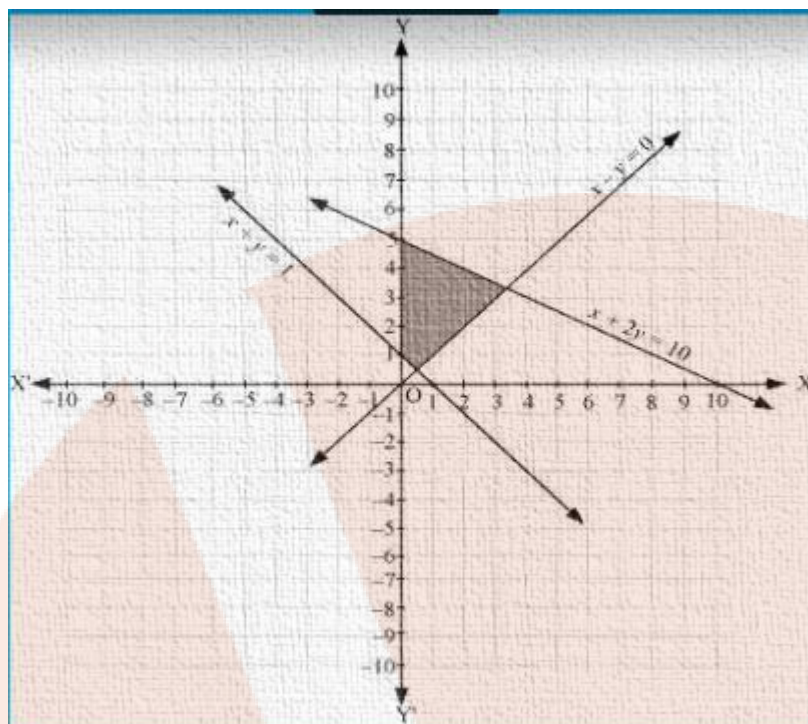 Y
10
9
8
7
6
5
4
3
2
1
x + y = 1
x – y = 0
x + 2y = 10
X'
–10 –9 –8 –7 –6 –5 –4 –3 –2 –1
O
1 2 3 4 5 6 7 8 9 10
X
–1
–2
–3
–4
–5
–6
–7
–8
–9
–10
Y'